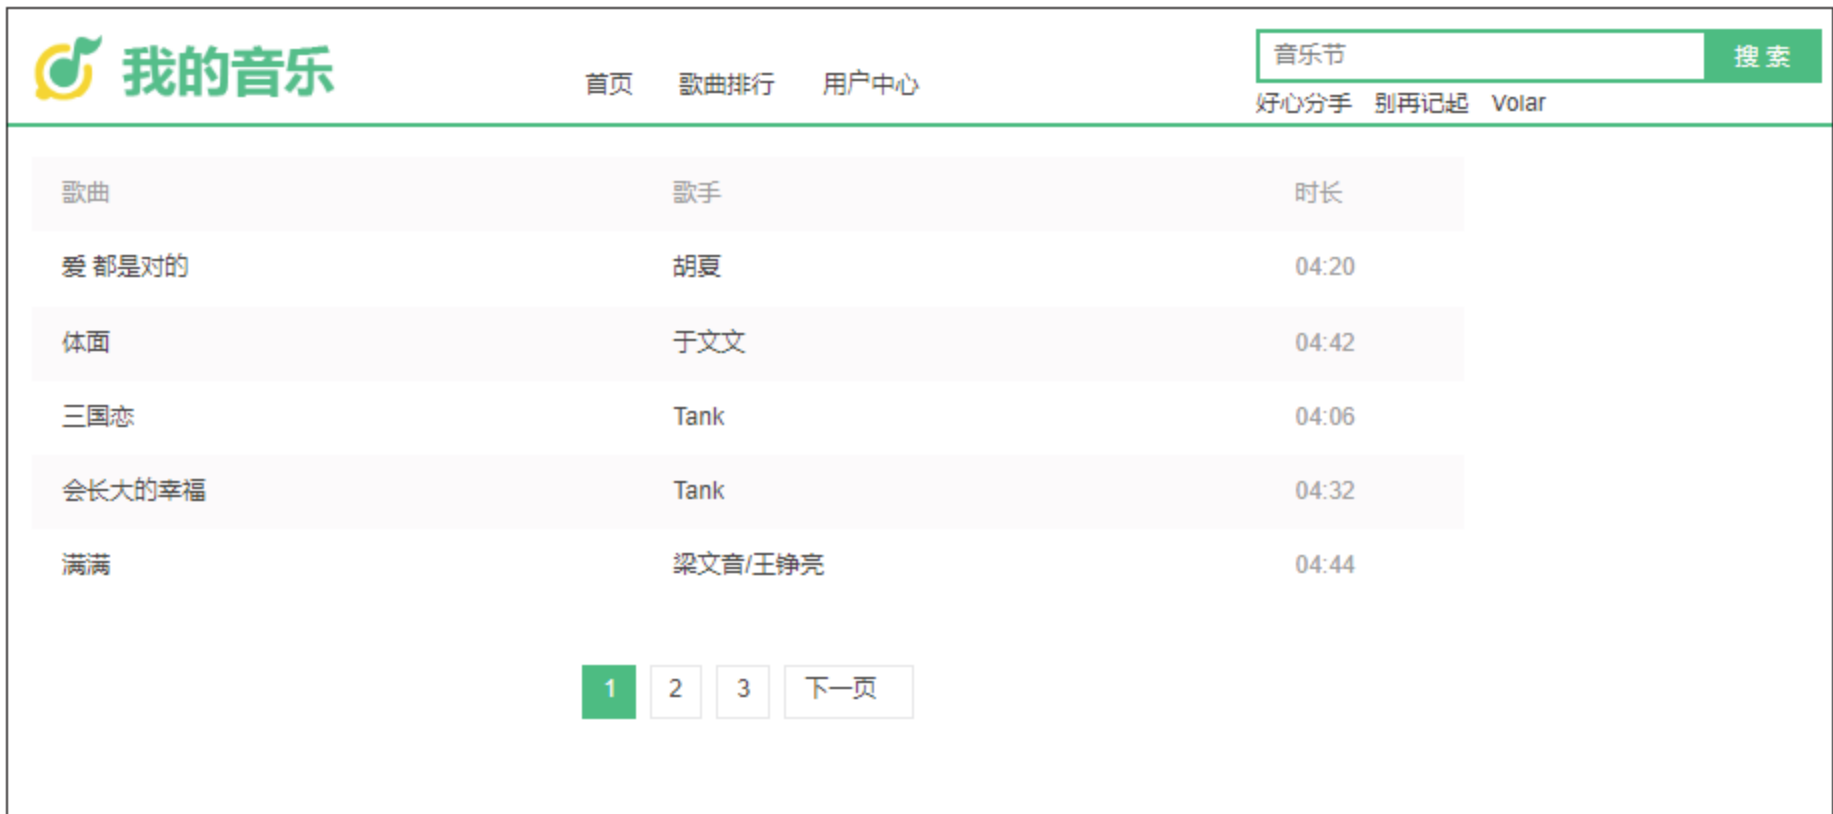 我的音乐
首页 歌曲排行 用户中心
音乐节 搜索
好心分手 别再记起 Volar
歌曲 歌手 时长
爱 都是对的 胡夏 04:20
体面 于文文 04:42
三国恋 Tank 04:06
会长大的幸福 Tank 04:32
满满 梁文音/王铮亮 04:44
1 2 3 下一页